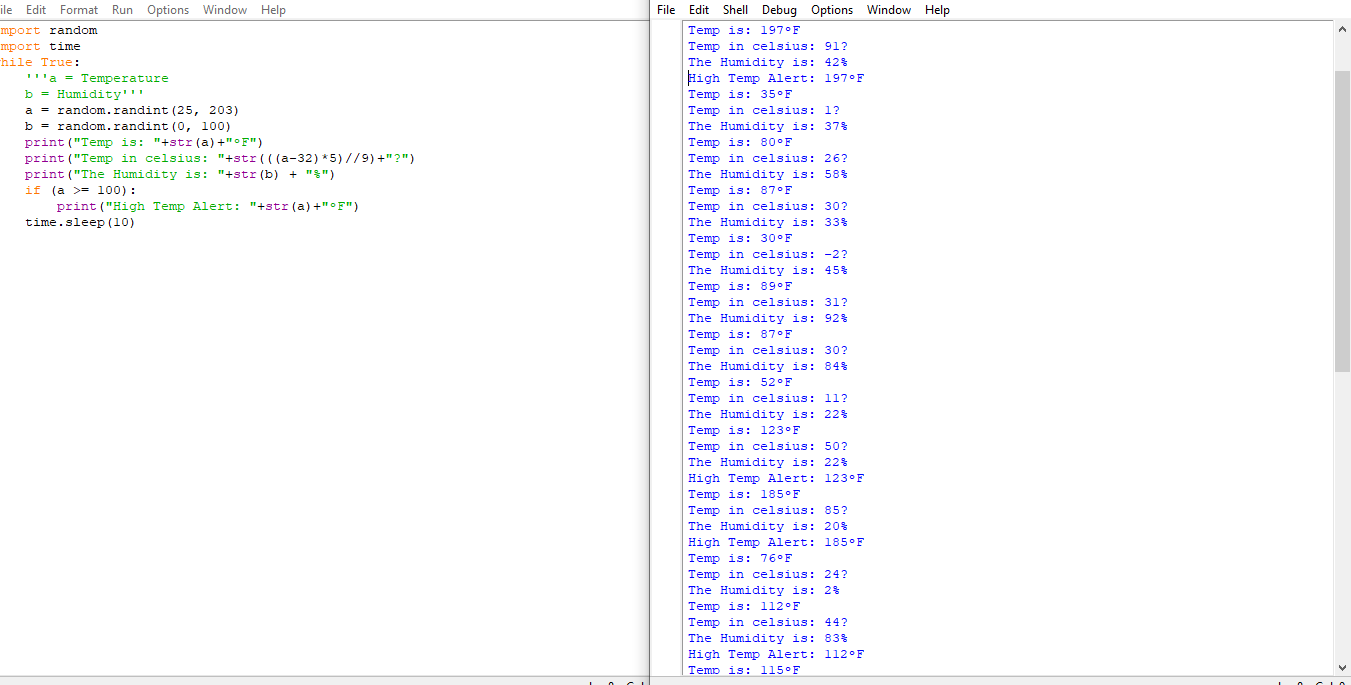 ile Edit Format Run Options Window Help
mport random
mport time
hile True:
'''a = Temperature
b = Humidity'''
a = random.randint(25, 203)
b = random.randint(0, 100)
print("Temp is: "+str(a)+"°F")
print("Temp in celsius: "+str(((a-32)*5)//9)+"?")
print("The Humidity is: "+str(b) + "%")
if (a >= 100):
print("High Temp Alert: "+str(a)+"°F")
time.sleep(10)
File Edit Shell Debug Options Window Help
Temp is: 197°F
Temp in celsius: 91?
The Humidity is: 42%
High Temp Alert: 197°F
Temp is: 35°F
Temp in celsius: 1?
The Humidity is: 37%
Temp is: 80°F
Temp in celsius: 26?
The Humidity is: 58%
Temp is: 87°F
Temp in celsius: 30?
The Humidity is: 33%
Temp is: 30°F
Temp in celsius: -2?
The Humidity is: 45%
Temp is: 89°F
Temp in celsius: 31?
The Humidity is: 92%
Temp is: 87°F
Temp in celsius: 30?
The Humidity is: 84%
Temp is: 52°F
Temp in celsius: 11?
The Humidity is: 22%
Temp is: 123°F
Temp in celsius: 50?
The Humidity is: 22%
High Temp Alert: 123°F
Temp is: 185°F
Temp in celsius: 85?
The Humidity is: 20%
High Temp Alert: 185°F
Temp is: 76°F
Temp in celsius: 24?
The Humidity is: 2%
Temp is: 112°F
Temp in celsius: 44?
The Humidity is: 83%
High Temp Alert: 112°F
Temp is: 115°F